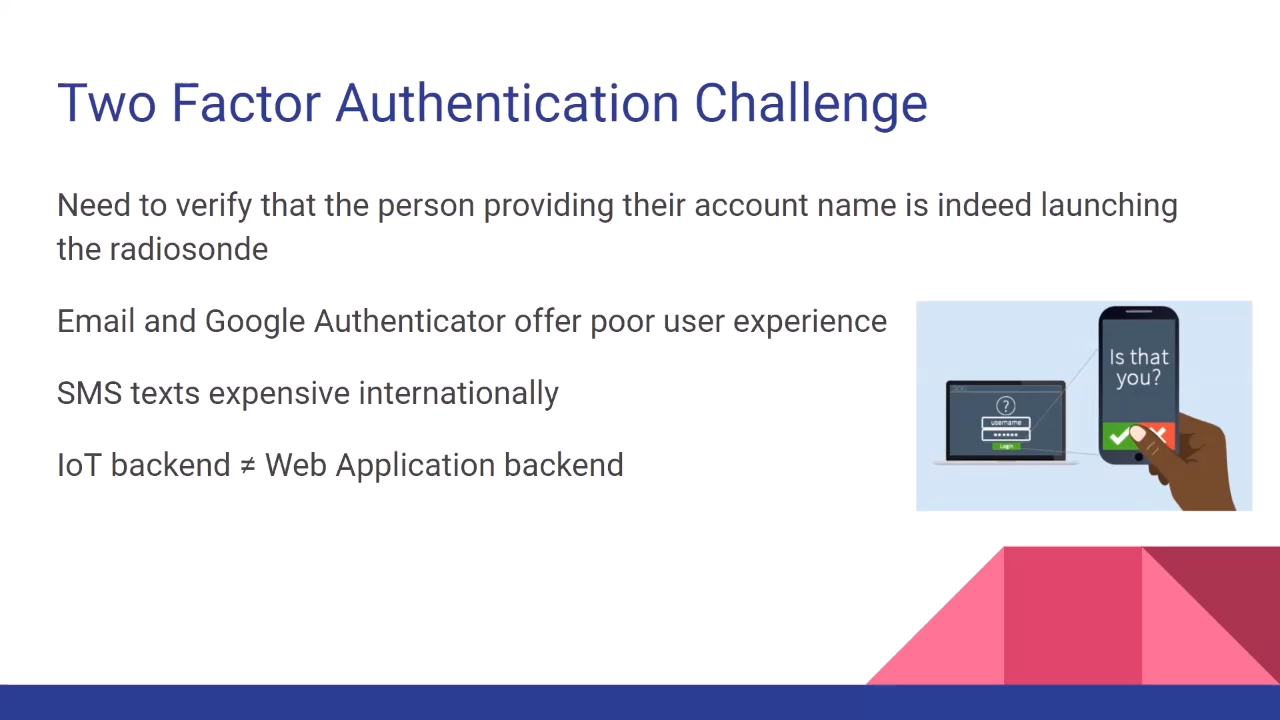 Two Factor Authentication Challenge
Need to verify that the person providing their account name is indeed launching
the radiosonde
Email and Google Authenticator offer poor user experience
SMS texts expensive internationally
IoT backend ≠ Web Application backend
Is that
you?
?
username
Login